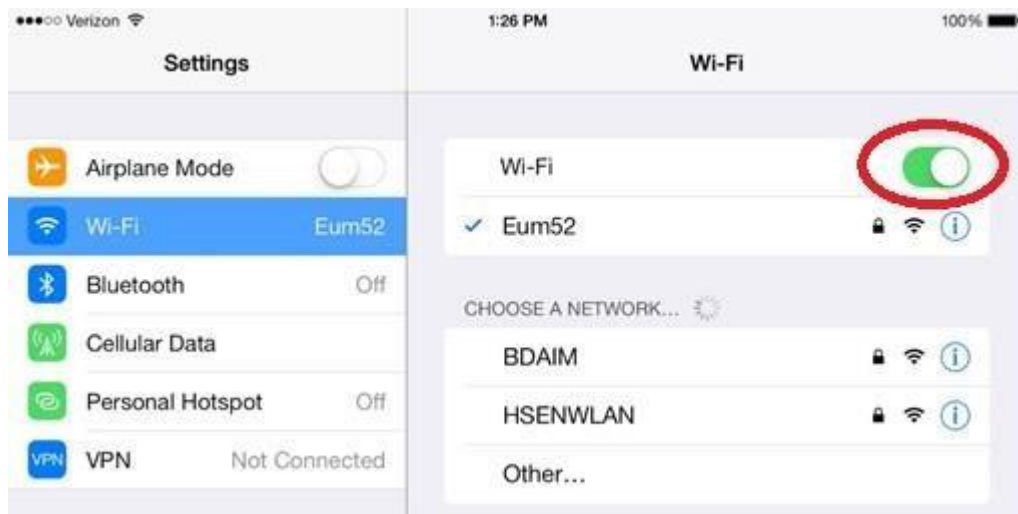 Verizon 1:26 PM 100%
Settings
Wi-Fi
Airplane Mode
Wi-Fi Eum52
Bluetooth Off
Cellular Data
Personal Hotspot Off
VPN VPN Not Connected
Wi-Fi
Eum52
CHOOSE A NETWORK...
BDAIM
HSENWLAN
Other...